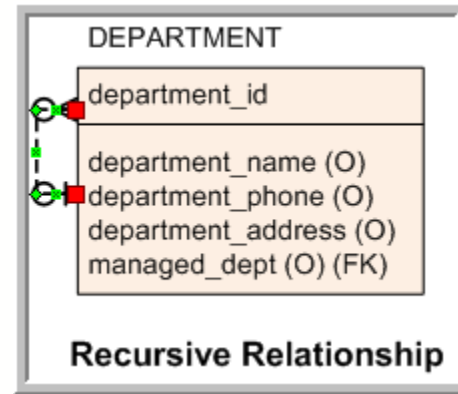 DEPARTMENT
department_id
department_name (O)
department_phone (O)
department_address (O)
managed_dept (O) (FK)
Recursive Relationship